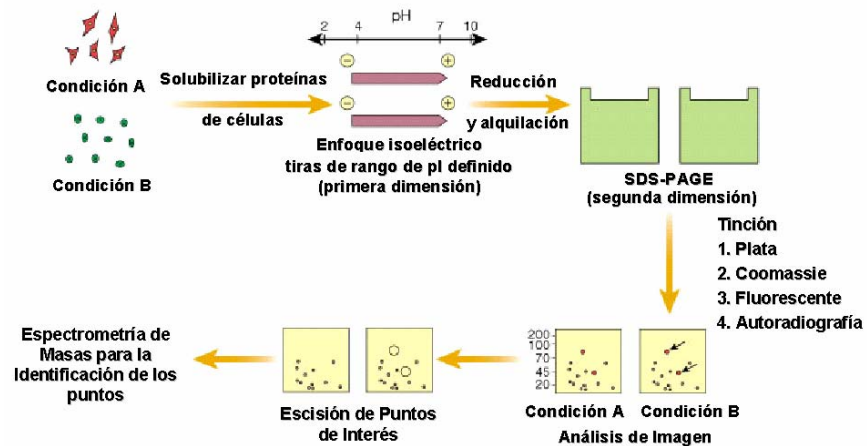 pH
2 4 7 10
Condición A
Condición B
Solubilizar proteínas
de células
− +
− +
Enfoque isoeléctrico
tiras de rango de pI definido
(primera dimensión)
Reducción
y alquilación
SDS-PAGE
(segunda dimensión)
Tinción
1. Plata
2. Coomassie
3. Fluorescente
4. Autoradiografía
200
100
70
45
20
Condición A Condición B
Análisis de Imagen
Escisión de Puntos
de Interés
Espectrometría de
Masas para la
Identificación de los
puntos